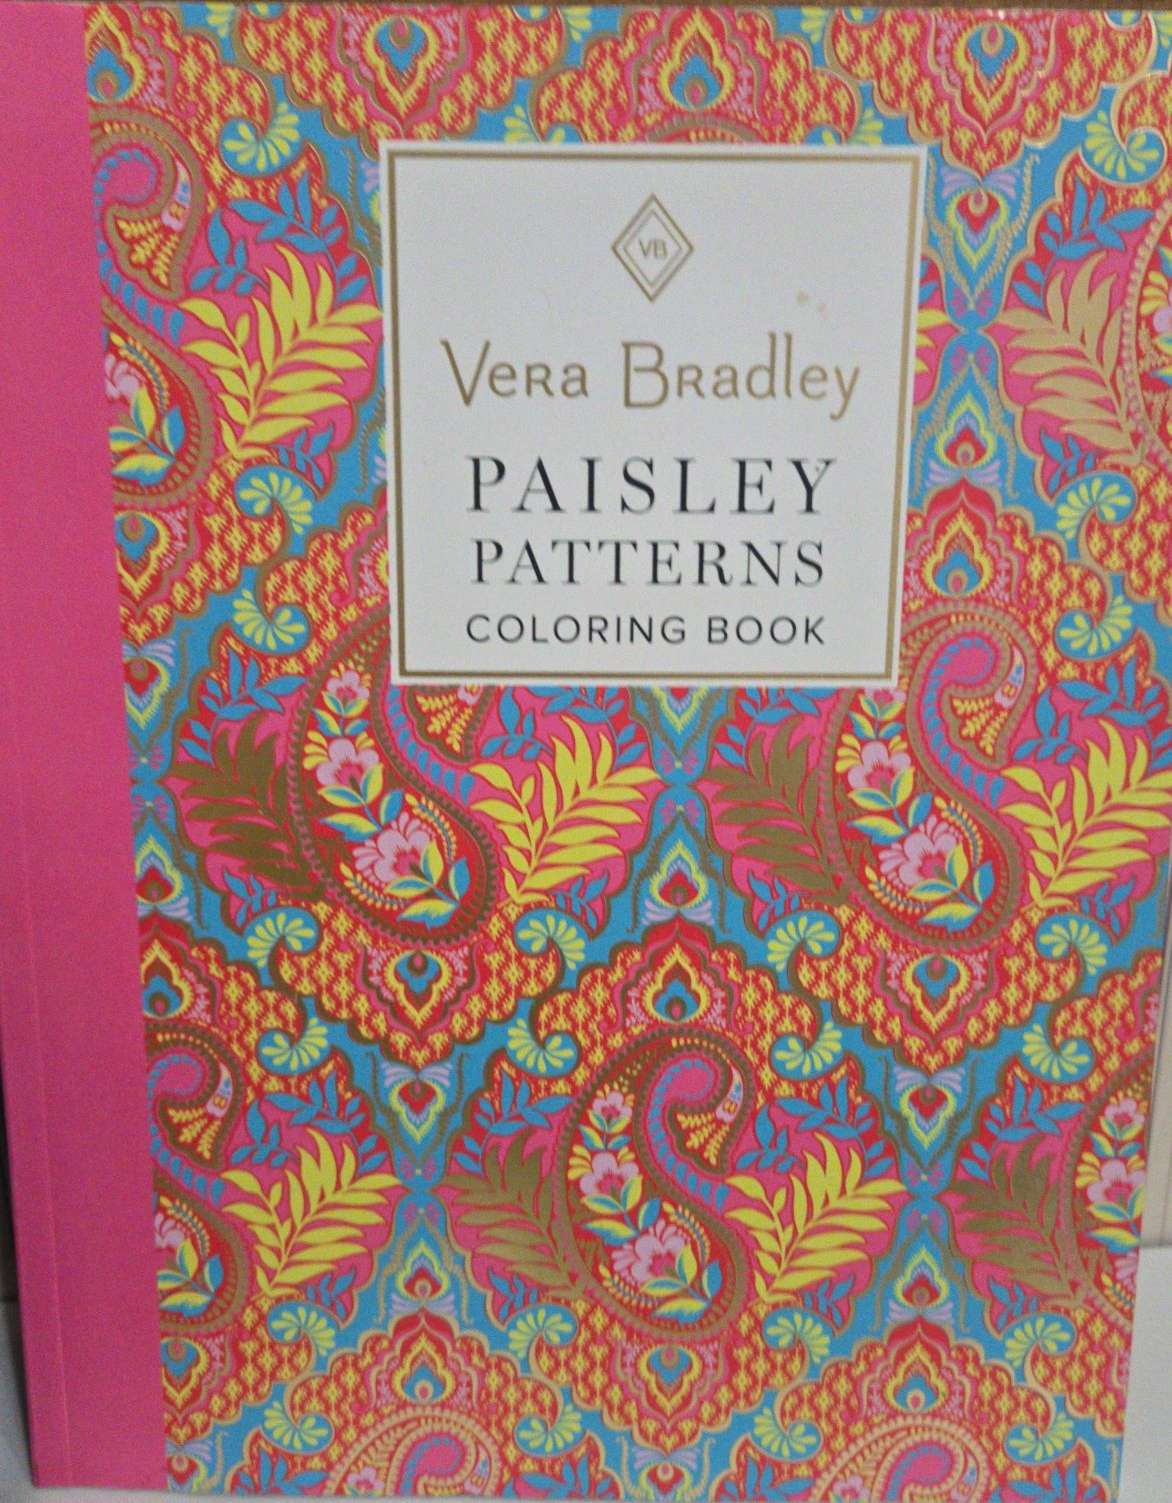 VB
Vera Bradley
PAISLEY
PATTERNS
COLORING BOOK